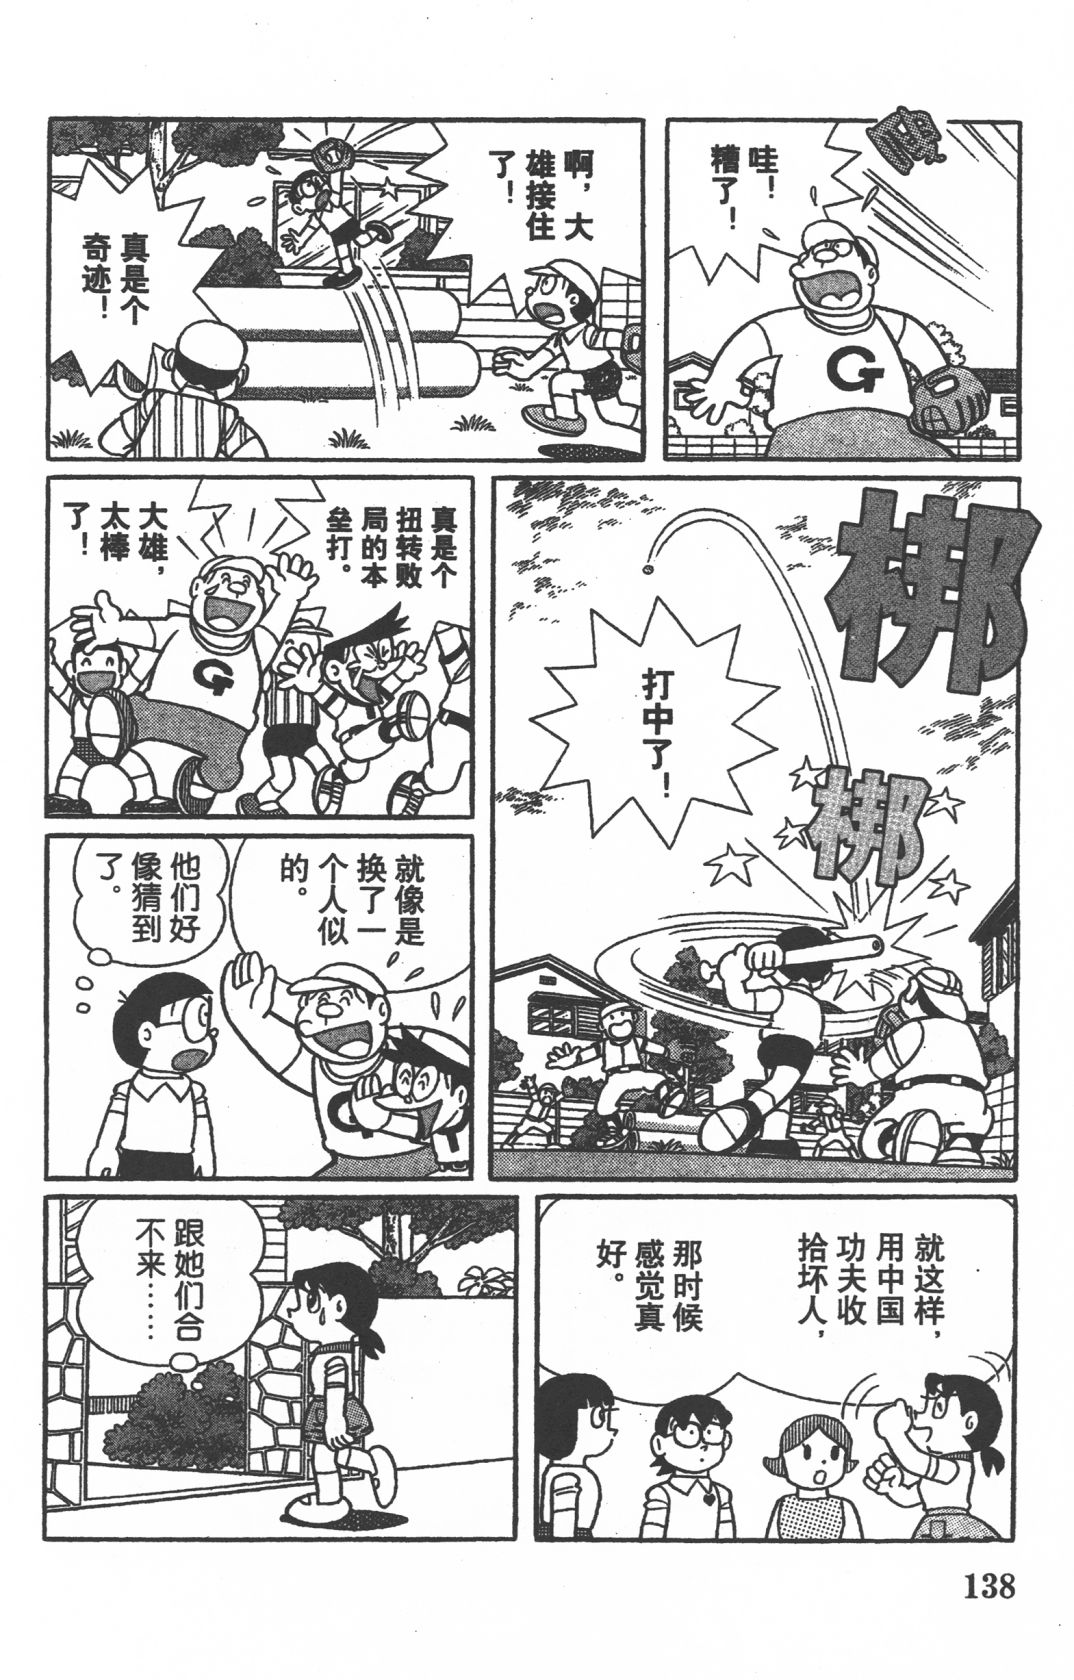 哇！
糟了！
G
啊，大
雄接住
了！
真是个
奇迹！
梆
梆
打中了！
真是个
扭转败
局的本
垒打。
大雄，
太棒
了！
G
就像是
换了一
个人似
的。
他们好
像猜到
了。
G
就这样，
用中国
功夫收
拾坏人，
那时候
感觉真
好。
跟她们合
不来……
138